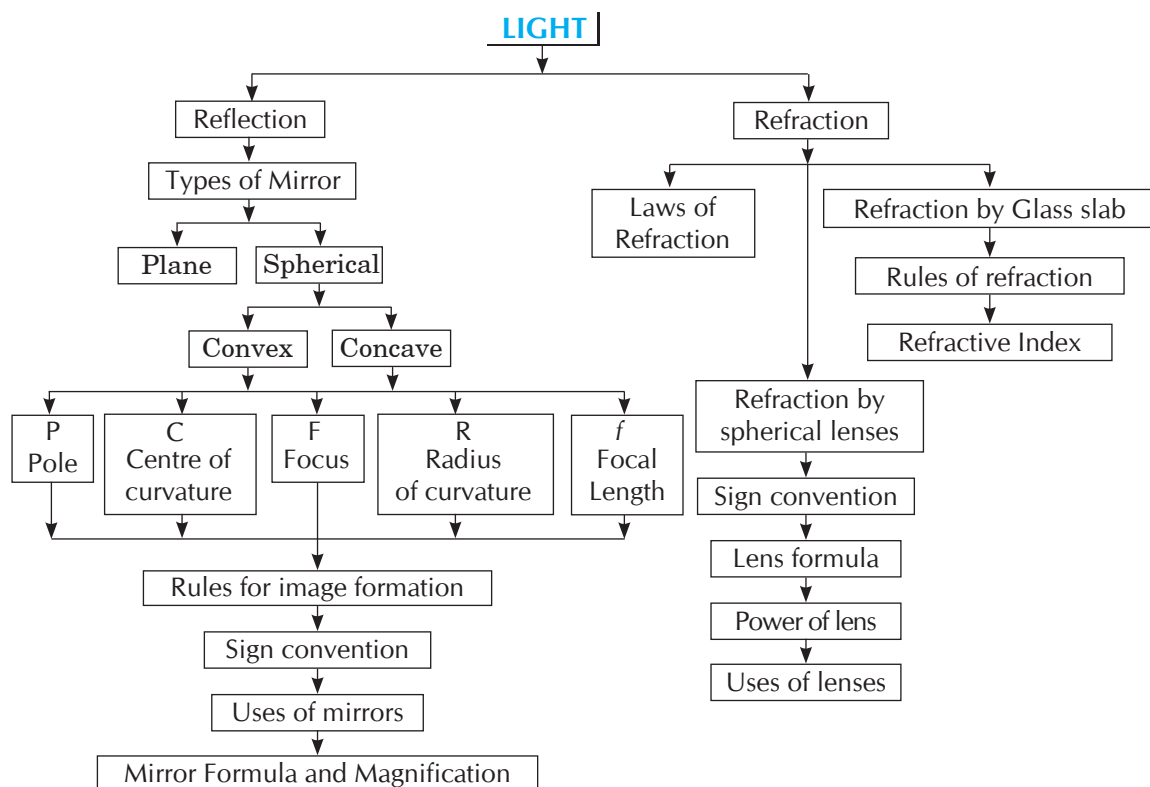 LIGHT
Reflection
Refraction
Types of Mirror
Laws of
Refraction
Refraction by Glass slab
Plane
Spherical
Rules of refraction
Convex
Concave
Refractive Index
P
Pole
C
Centre of
curvature
F
Focus
R
Radius
of curvature
f
Focal
Length
Refraction by
spherical lenses
Sign convention
Lens formula
Power of lens
Uses of lenses
Rules for image formation
Sign convention
Uses of mirrors
Mirror Formula and Magnification